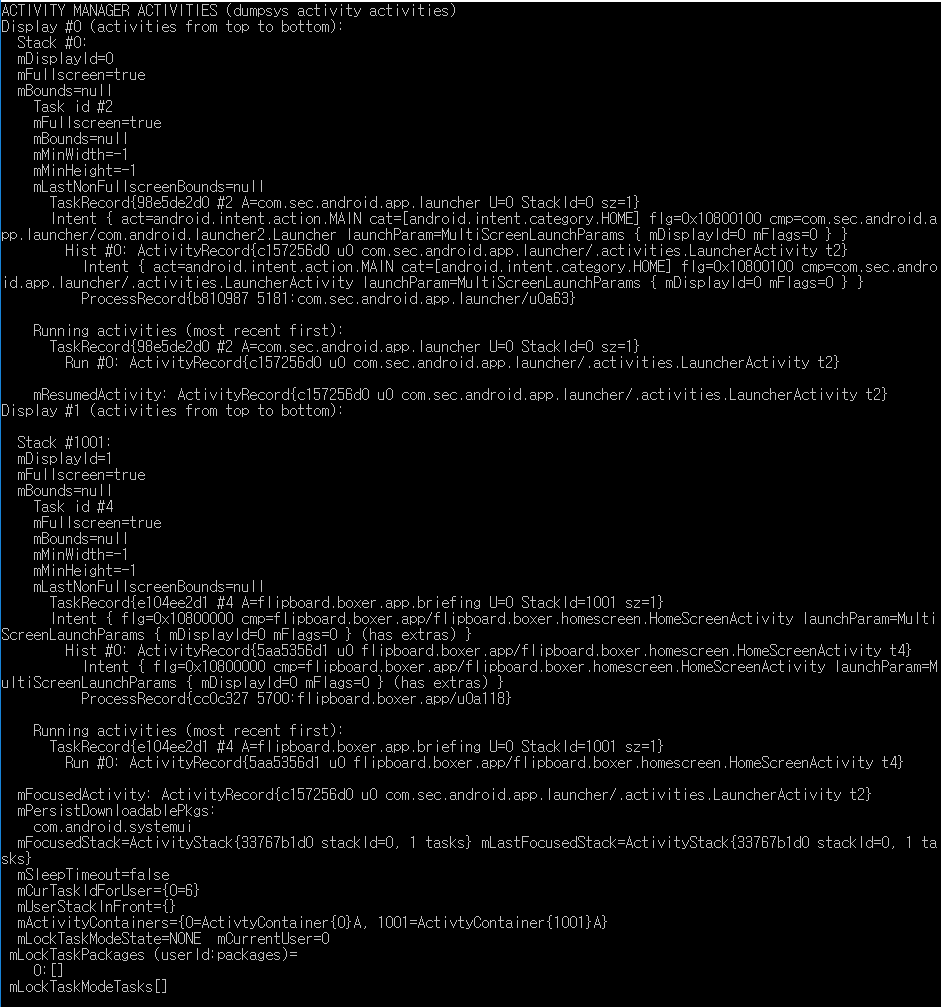 ACTIVITY MANAGER ACTIVITIES (dumpsys activity activities)
Display #0 (activities from top to bottom):
  Stack #0:
  mDisplayId=0
  mFullscreen=true
  mBounds=null
    Task id #2
    mFullscreen=true
    mBounds=null
    mMinWidth=-1
    mMinHeight=-1
    mLastNonFullscreenBounds=null
      TaskRecord{98e5de2d0 #2 A=com.sec.android.app.launcher U=0 StackId=0 sz=1}
      Intent { act=android.intent.action.MAIN cat=[android.intent.category.HOME] flg=0x10800100 cmp=com.sec.android.a
pp.launcher/com.android.launcher2.Launcher launchParam=MultiScreenLaunchParams { mDisplayId=0 mFlags=0 } }
        Hist #0: ActivityRecord{c157256d0 u0 com.sec.android.app.launcher/.activities.LauncherActivity t2}
          Intent { act=android.intent.action.MAIN cat=[android.intent.category.HOME] flg=0x10800100 cmp=com.sec.andro
id.app.launcher/.activities.LauncherActivity launchParam=MultiScreenLaunchParams { mDisplayId=0 mFlags=0 } }
          ProcessRecord{b810987 5181:com.sec.android.app.launcher/u0a63}

    Running activities (most recent first):
      TaskRecord{98e5de2d0 #2 A=com.sec.android.app.launcher U=0 StackId=0 sz=1}
        Run #0: ActivityRecord{c157256d0 u0 com.sec.android.app.launcher/.activities.LauncherActivity t2}

    mResumedActivity: ActivityRecord{c157256d0 u0 com.sec.android.app.launcher/.activities.LauncherActivity t2}
Display #1 (activities from top to bottom):

  Stack #1001:
  mDisplayId=1
  mFullscreen=true
  mBounds=null
    Task id #4
    mFullscreen=true
    mBounds=null
    mMinWidth=-1
    mMinHeight=-1
    mLastNonFullscreenBounds=null
      TaskRecord{e104ee2d1 #4 A=flipboard.boxer.app.briefing U=0 StackId=1001 sz=1}
      Intent { flg=0x10800000 cmp=flipboard.boxer.app/flipboard.boxer.homescreen.HomeScreenActivity launchParam=Multi
ScreenLaunchParams { mDisplayId=0 mFlags=0 } (has extras) }
        Hist #0: ActivityRecord{5aa5356d1 u0 flipboard.boxer.app/flipboard.boxer.homescreen.HomeScreenActivity t4}
          Intent { flg=0x10800000 cmp=flipboard.boxer.app/flipboard.boxer.homescreen.HomeScreenActivity launchParam=M
ultiScreenLaunchParams { mDisplayId=0 mFlags=0 } (has extras) }
          ProcessRecord{cc0c327 5700:flipboard.boxer.app/u0a118}

    Running activities (most recent first):
      TaskRecord{e104ee2d1 #4 A=flipboard.boxer.app.briefing U=0 StackId=1001 sz=1}
        Run #0: ActivityRecord{5aa5356d1 u0 flipboard.boxer.app/flipboard.boxer.homescreen.HomeScreenActivity t4}

  mFocusedActivity: ActivityRecord{c157256d0 u0 com.sec.android.app.launcher/.activities.LauncherActivity t2}
  mPersistDownloadablePkgs:
    com.android.systemui
  mFocusedStack=ActivityStack{33767b1d0 stackId=0, 1 tasks} mLastFocusedStack=ActivityStack{33767b1d0 stackId=0, 1 ta
sks}
  mSleepTimeout=false
  mCurTaskIdForUser={0=6}
  mUserStackInFront={}
  mActivityContainers={0=ActivtyContainer{0}A, 1001=ActivtyContainer{1001}A}
  mLockTaskModeState=NONE  mCurrentUser=0
 mLockTaskPackages (userId:packages)=
    0:[]
 mLockTaskModeTasks[]